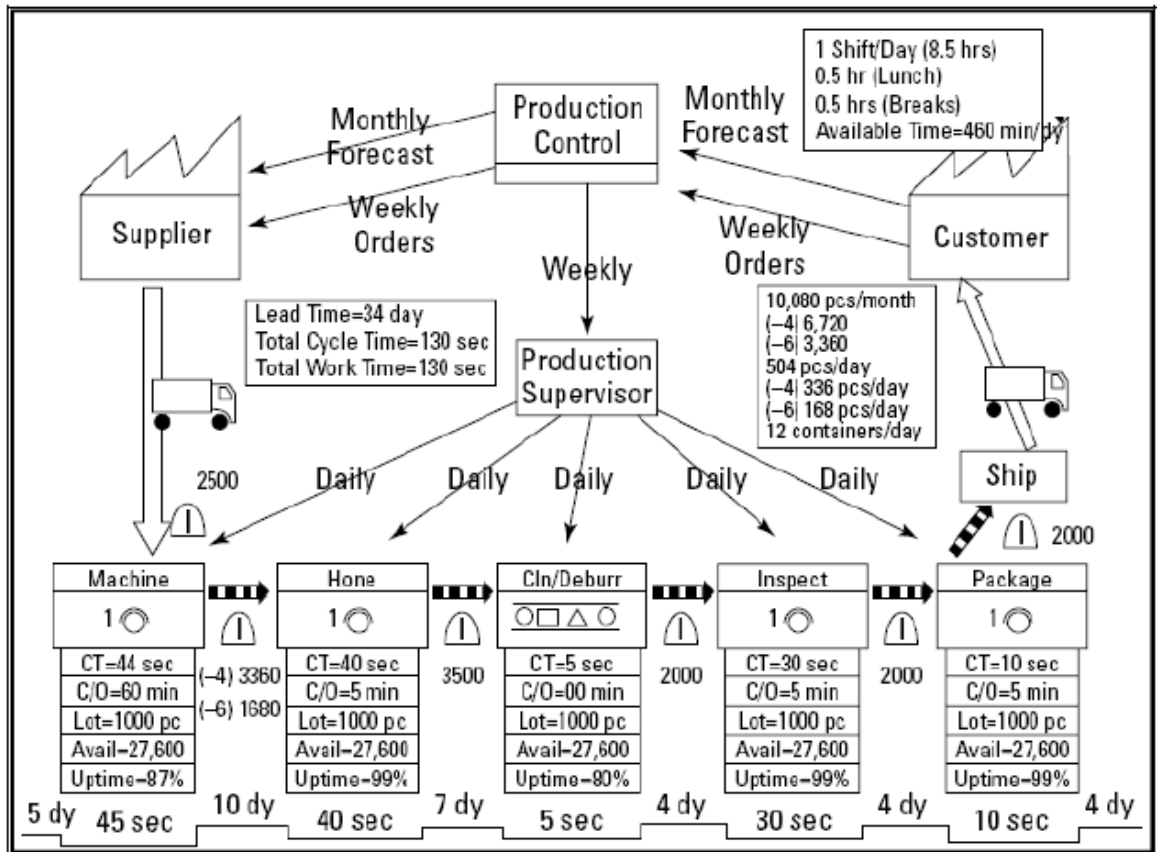 1 Shift/Day (8.5 hrs)
0.5 hr (Lunch)
0.5 hrs (Breaks)
Available Time=460 min/dy
Production
Control
Monthly
Forecast
Monthly
Forecast
Supplier
Weekly
Orders
Weekly
Orders
Customer
Weekly
Lead Time=34 day
Total Cycle Time=130 sec
Total Work Time=130 sec
10,080 pcs/month
(–4| 6,720
(–6| 3,360
504 pcs/day
(–4| 336 pcs/day
(–6| 168 pcs/day
12 containers/day
Production
Supervisor
2500
Daily
Daily
Daily
Daily
Daily
Ship
I
I
2000
Machine
1
CT=44 sec
C/O=60 min
Lot=1000 pc
Avail–27,600
Uptime–87%
I
(–4) 3360
(–6) 1680
Hone
1
CT=40 sec
C/O=5 min
Lot=1000 pc
Avail–27,600
Uptime–99%
I
3500
Cln/Deburr
CT=5 sec
C/O=00 min
Lot=1000 pc
Avail–27,600
Uptime–80%
I
2000
Inspect
1
CT=30 sec
C/O=5 min
Lot=1000 pc
Avail–27,600
Uptime–99%
I
2000
Package
1
CT=10 sec
C/O=5 min
Lot=1000 pc
Avail–27,600
Uptime–99%
5 dy
45 sec
10 dy
40 sec
7 dy
5 sec
4 dy
30 sec
4 dy
10 sec
4 dy